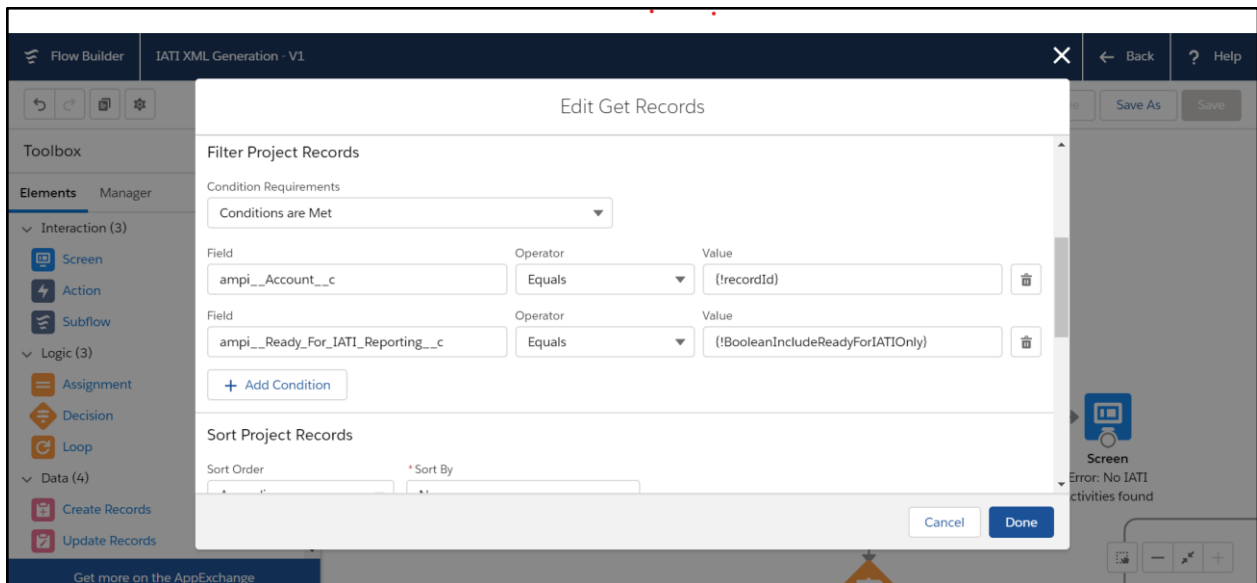 Flow Builder IATI XML Generation - V1 ← Back ? Help
Edit Get Records
Save As Save
Toolbox
Filter Project Records
Elements Manager
Condition Requirements
Conditions are Met
Interaction (3)
Field Operator Value
Screen
ampi__Account__c Equals {!recordId}
Action
Field Operator Value
Subflow
ampi__Ready_For_IATI_Reporting__c Equals {!BooleanIncludeReadyForIATIOnly}
Logic (3)
+ Add Condition
Assignment
Decision
Sort Project Records
Loop
Sort Order * Sort By
Screen
Data (4)
Error: No IATI
ctivities found
Create Records
Cancel Done
Update Records
Get more on the AppExchange